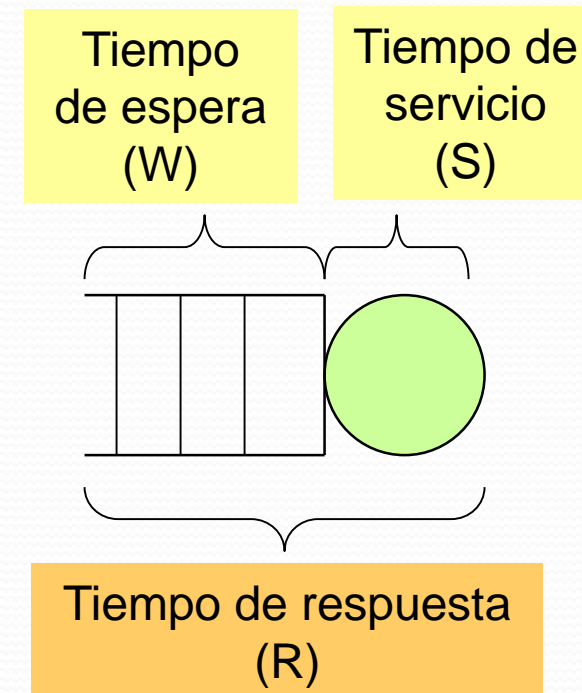 Tiempo
de espera
(W)
Tiempo de
servicio
(S)
Tiempo de respuesta
(R)